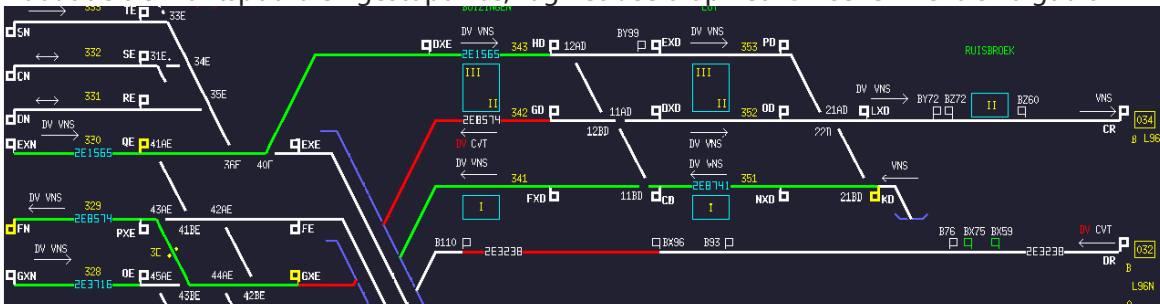 333 TE 33E BUIZINGEN LOT
SN DXE DV VNS 343 HD 12AD BY99 EXD DV VNS 353 PD
332 SE 31E. 34E 2E1565 RUISBROEK
CN III III
331 RE 35E II GD 11AD DXD II OD 21AD LXD DV VNS BY72 BZ72 II BZ60 VNS
DN 342 352 034
DV VNS 2E8574 12BD 22D CR B L96
EXN 330 QE 41AE EXE DV CVT
2E1565 36F 40F DV VNS DV VNS VNS
341 351
DV VNS 2E8741
329 43AE 42AE I FXD 11BD CD I NXD 21BD KD
FN 2E8574 PXE 41BE FE
3E B110 BX96 B93 B76 BX75 BX59 DV CVT
DV VNS 2E3238 2E3238 DR 032
328 OE 45AE 44AE GXE B
GXN 2E3716 43BE 42BE L96N